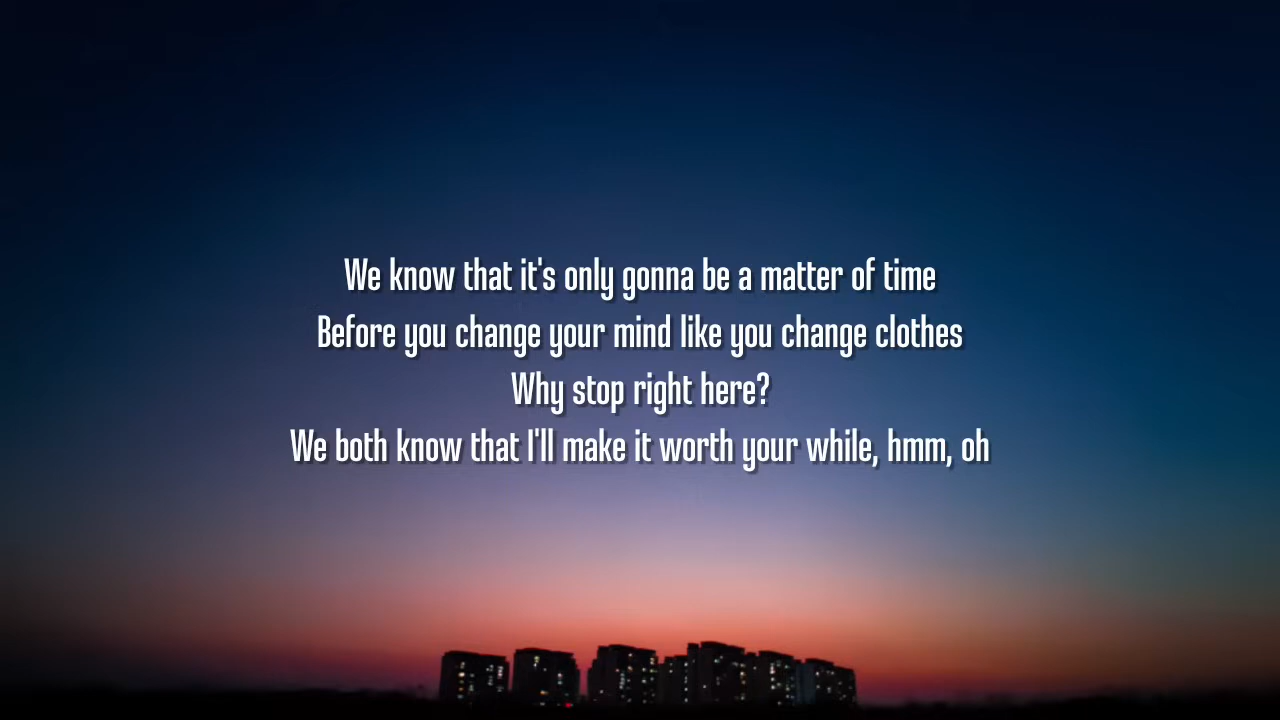 We know that it's only gonna be a matter of time
Before you change your mind like you change clothes
Why stop right here?
We both know that I'll make it worth your while, hmm, oh